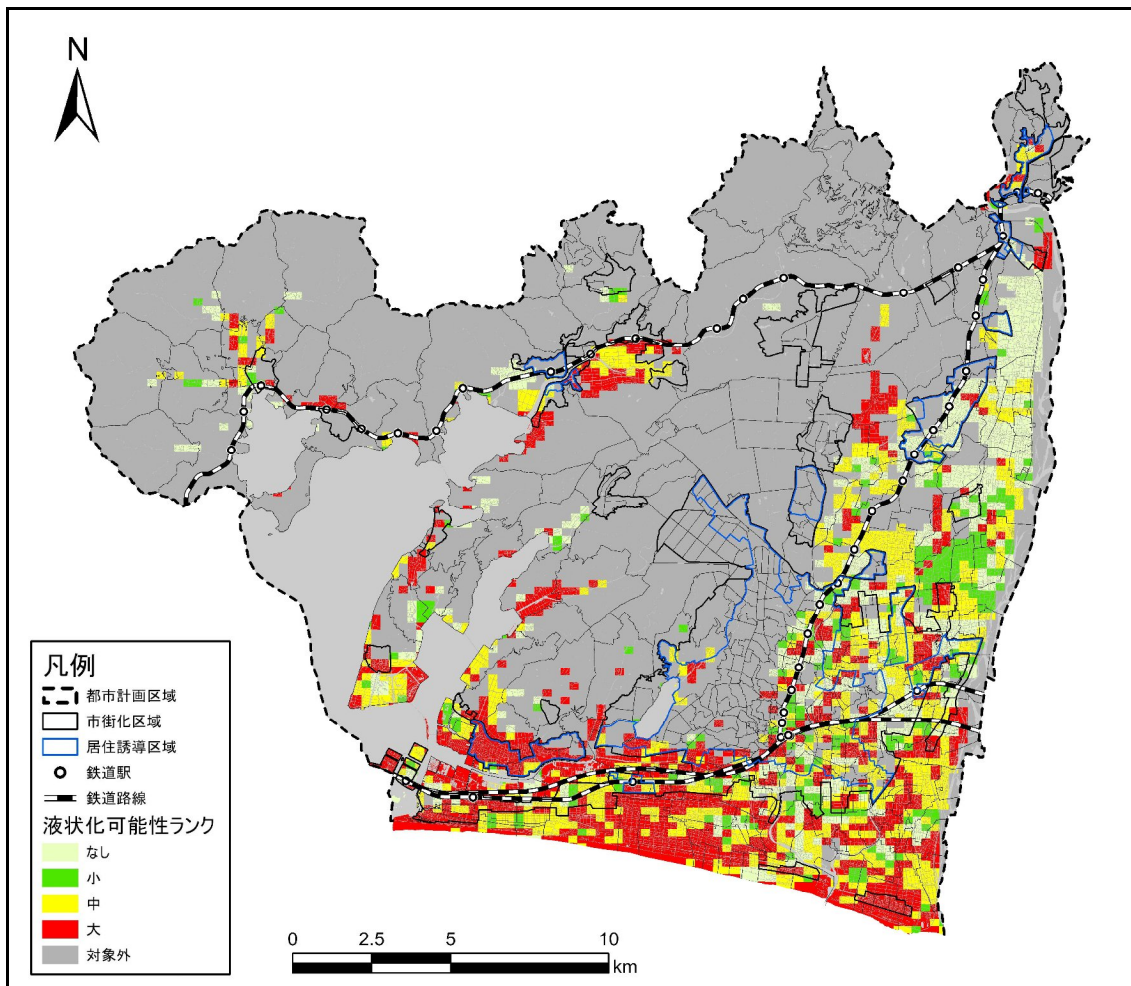 N
凡例
都市計画区域
市街化区域
居住誘導区域
鉄道駅
鉄道路線
液状化可能性ランク
なし
小
中
大
対象外
0 2.5 5 10
km